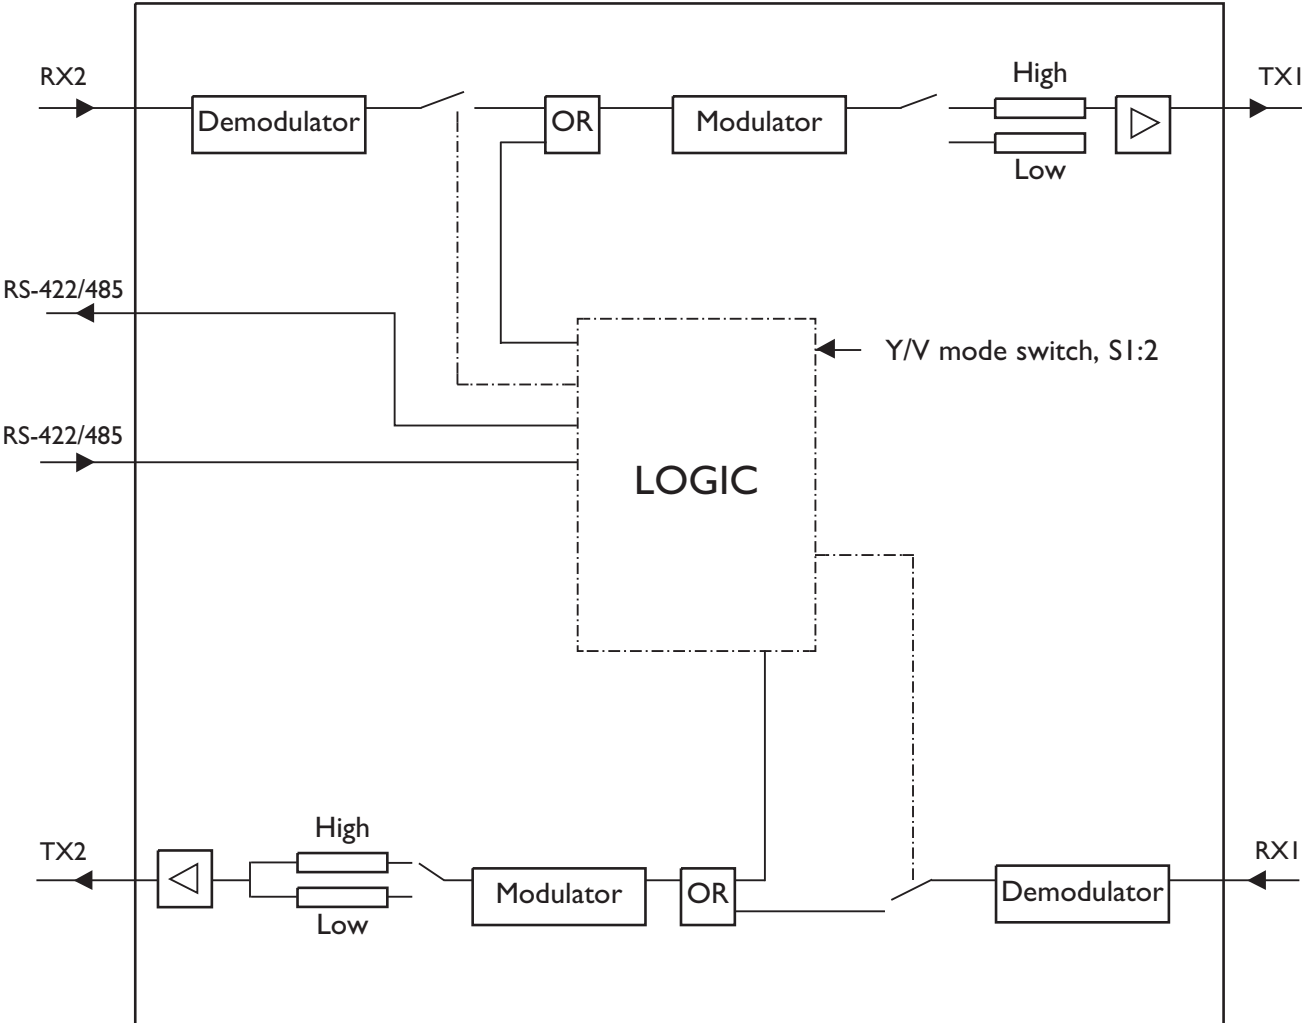 RX2
High
TX1
Demodulator
OR
Modulator
Low
RS-422/485
Y/V mode switch, S1:2
RS-422/485
LOGIC
High
TX2
RX1
Modulator
OR
Demodulator
Low